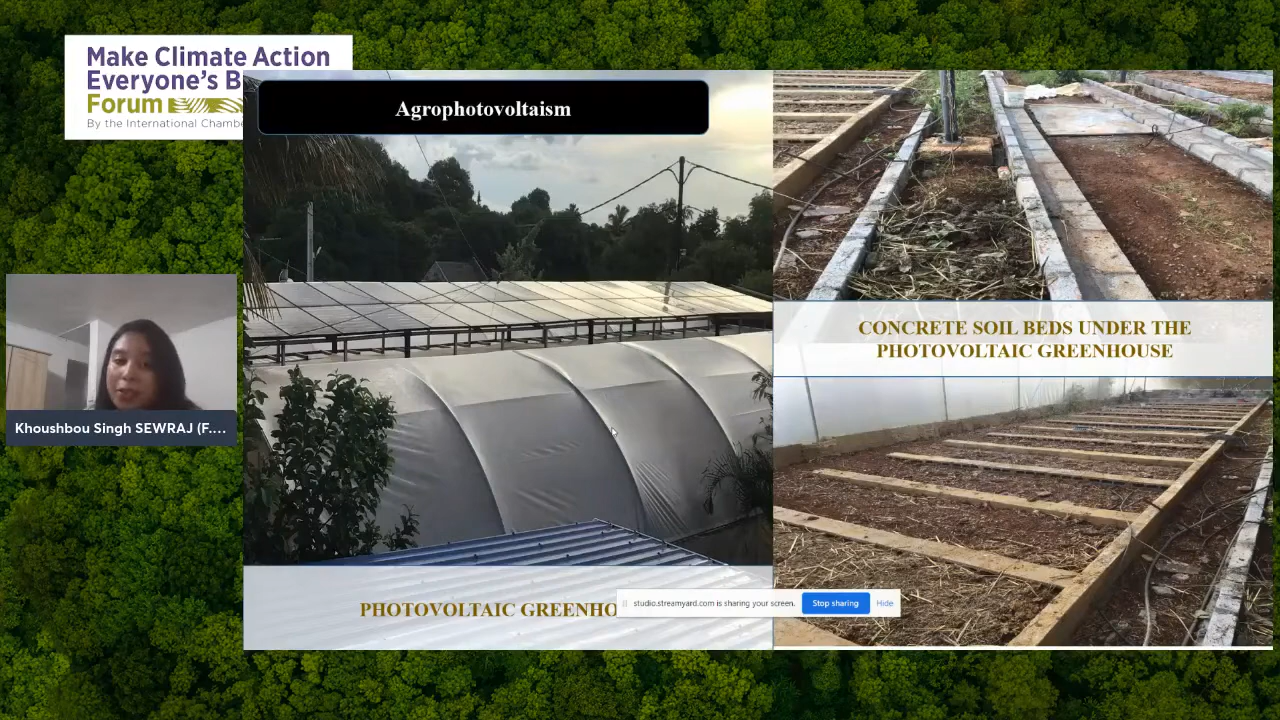 Make Climate Action
Everyone's B
Forum
By the International Chambe
Agrophotovoltaism
CONCRETE SOIL BEDS UNDER THE
PHOTOVOLTAIC GREENHOUSE
Khoushbou Singh SEWRAJ (F....
PHOTOVOLTAIC GREENHO
studio.streamyard.com is sharing your screen.
Stop sharing
Hide